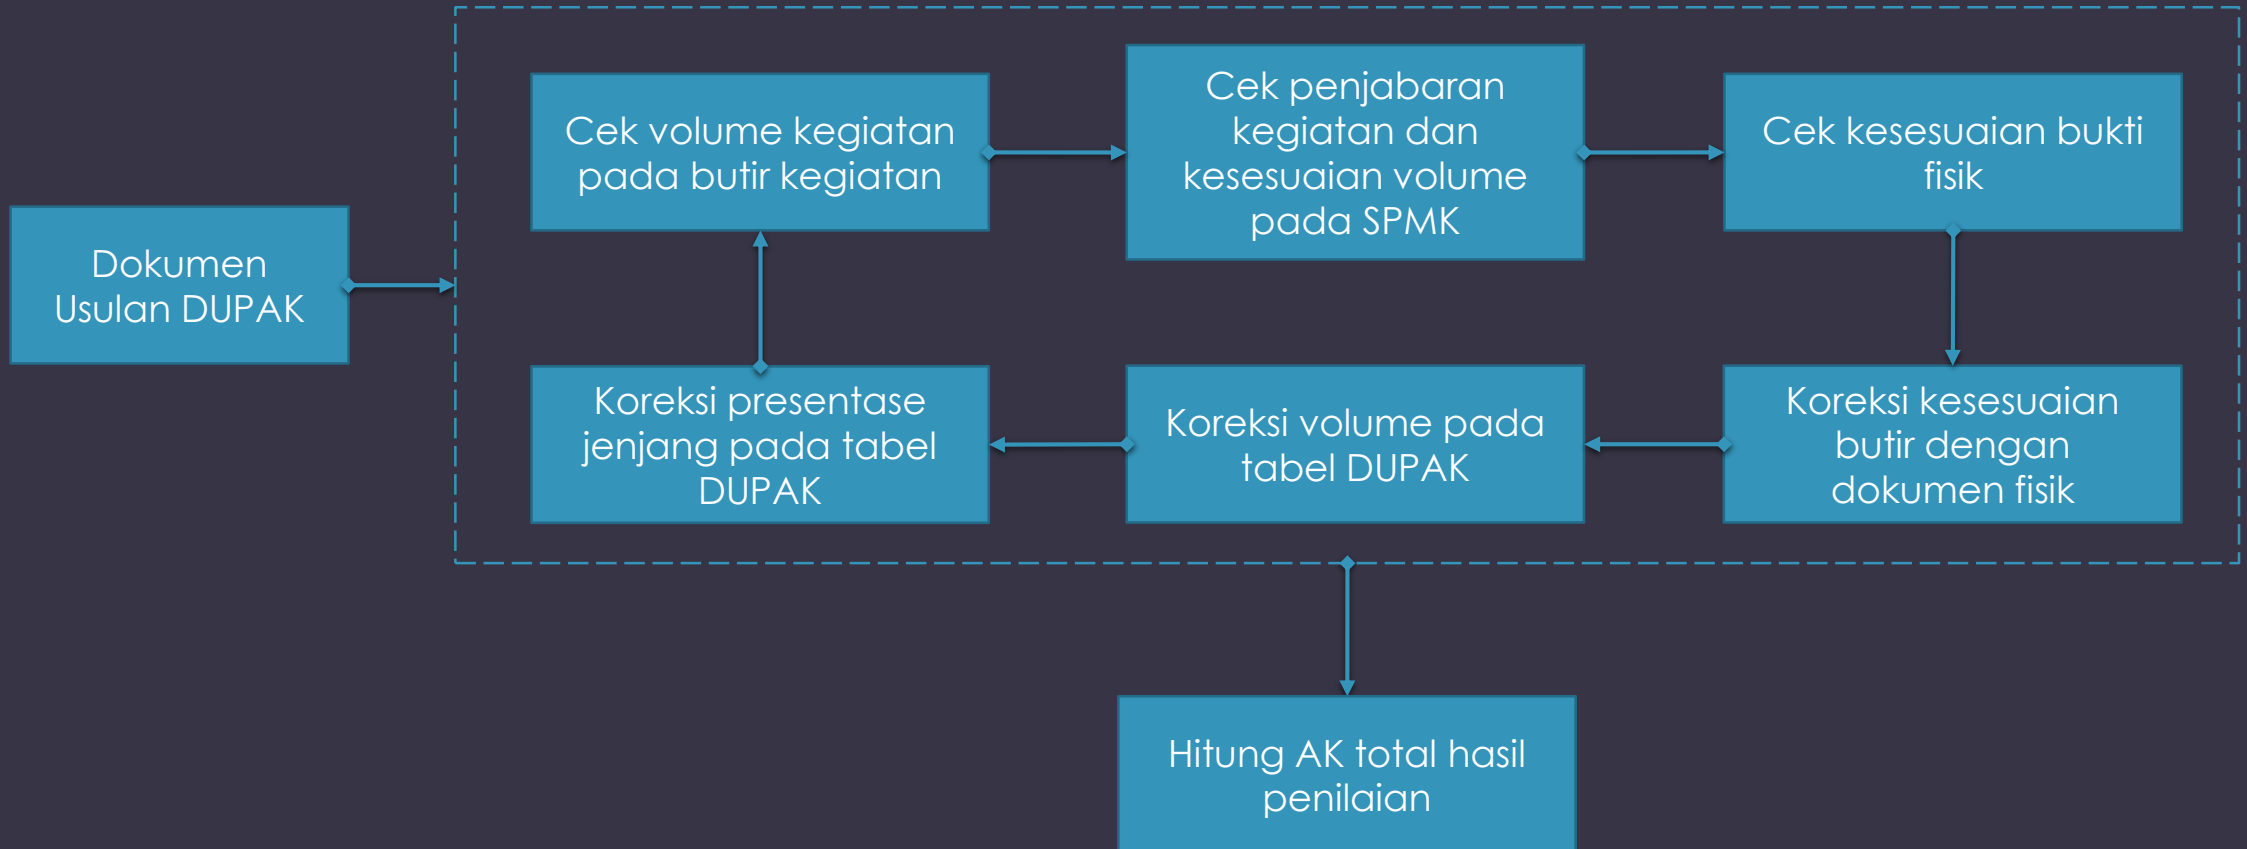 Dokumen
Usulan DUPAK
Cek volume kegiatan
pada butir kegiatan
Cek penjabaran
kegiatan dan
kesesuaian volume
pada SPMK
Cek kesesuaian bukti
fisik
Koreksi kesesuaian
butir dengan
dokumen fisik
Koreksi volume pada
tabel DUPAK
Koreksi presentase
jenjang pada tabel
DUPAK
Hitung AK total hasil
penilaian